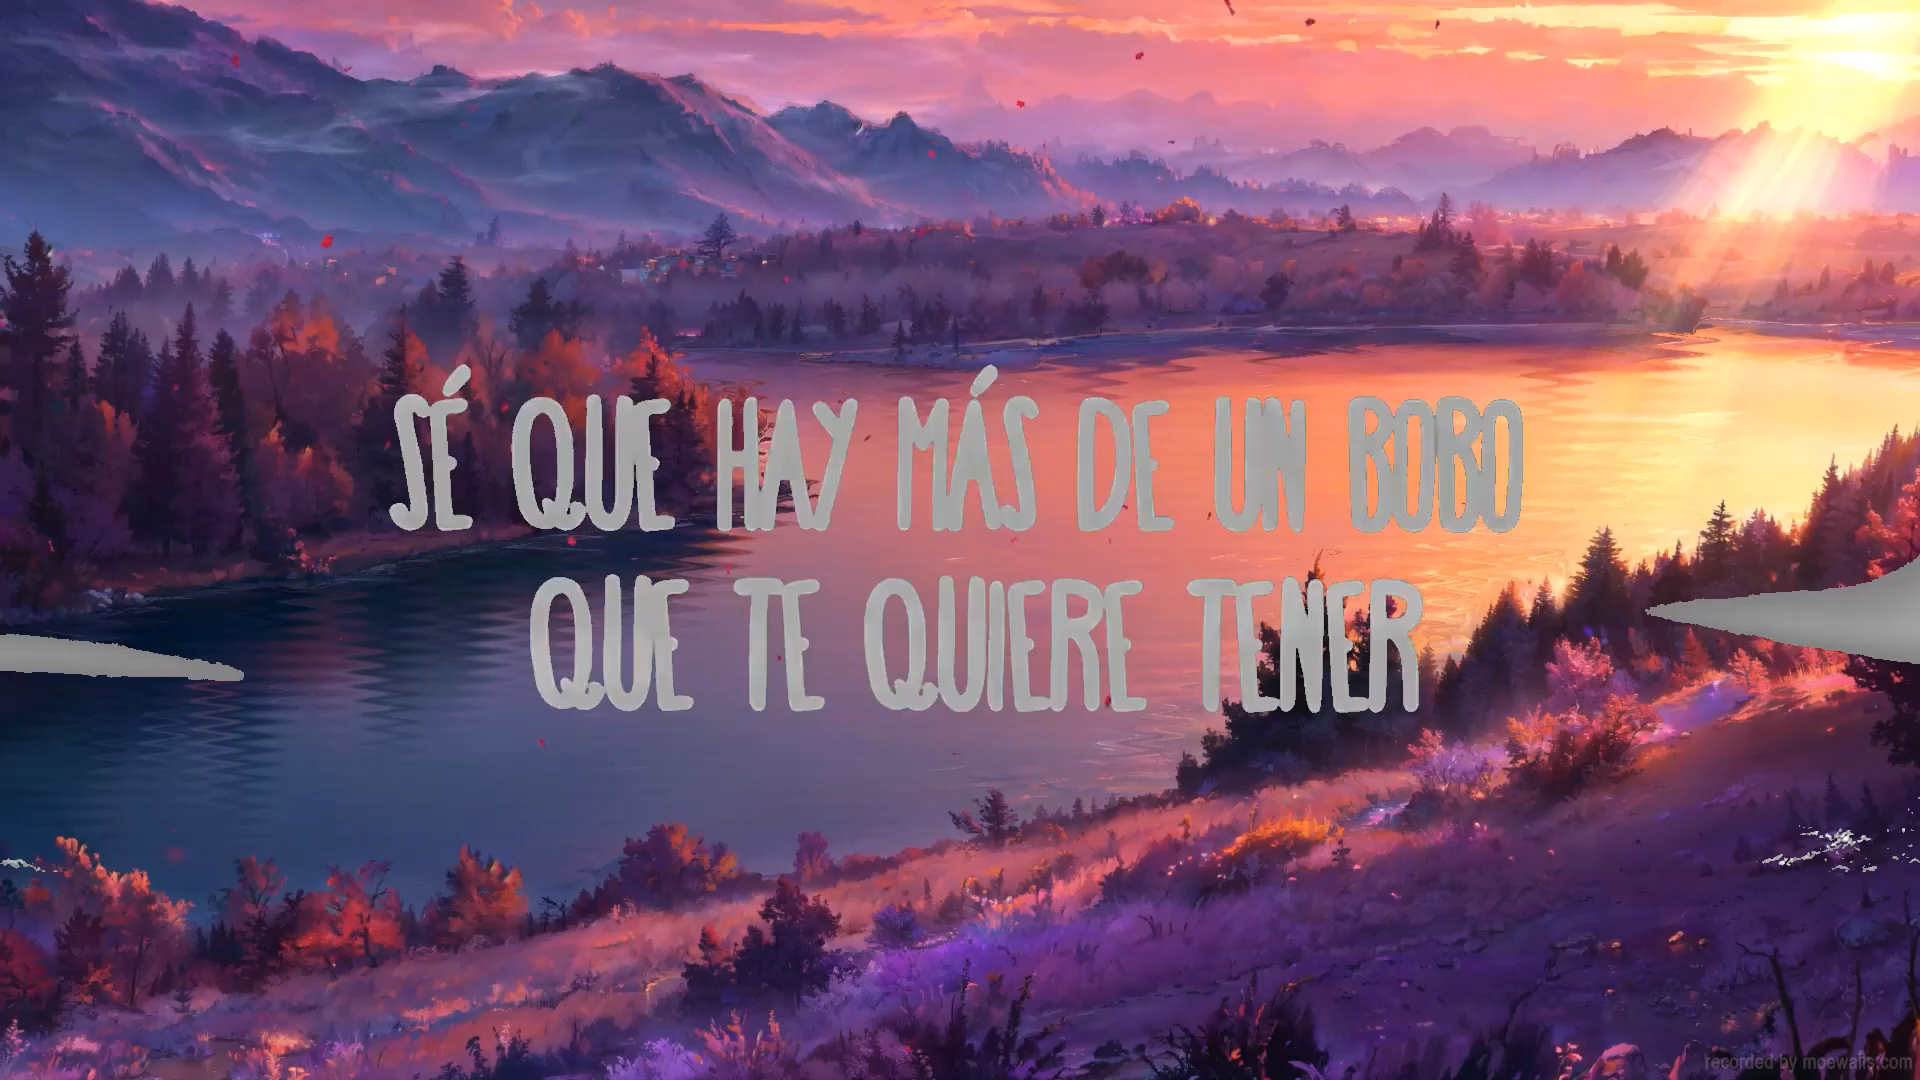 SÉ QUE HAY MÁS DE UN BOBO
QUE TE QUIERE TENER
recorded by moewalls.com